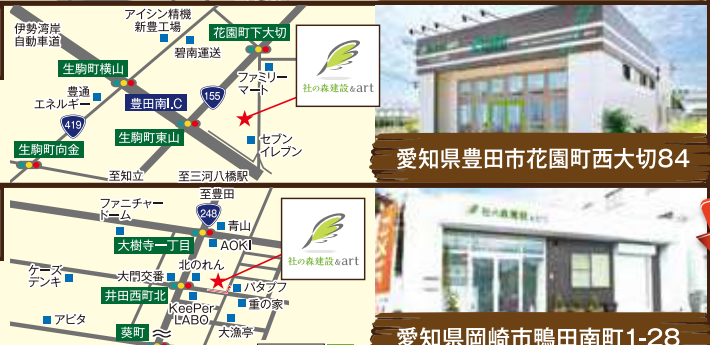 伊勢湾岸
自動車道
アイシン精機
新豊工場
碧南運送
花園町下大切
生駒町横山
ファミリー
マート
社の森建設&art
豊通
エネルギー
豊田南I.C
155
419
生駒町東山
セブン
イレブン
生駒町向金
至知立
至三河八橋駅
愛知県豊田市花園町西大切84
至豊田
ファニチャー
ドーム
248
青山
大樹寺一丁目
AOKI
社の森建設&art
社の森建設&art
ケーズ
デンキ
大門交番
北のれん
パタプフ
井田西町北
重の家
KeePer
LABO
アピタ
大漁亭
葵町
愛知県岡崎市鴨田南町1-28